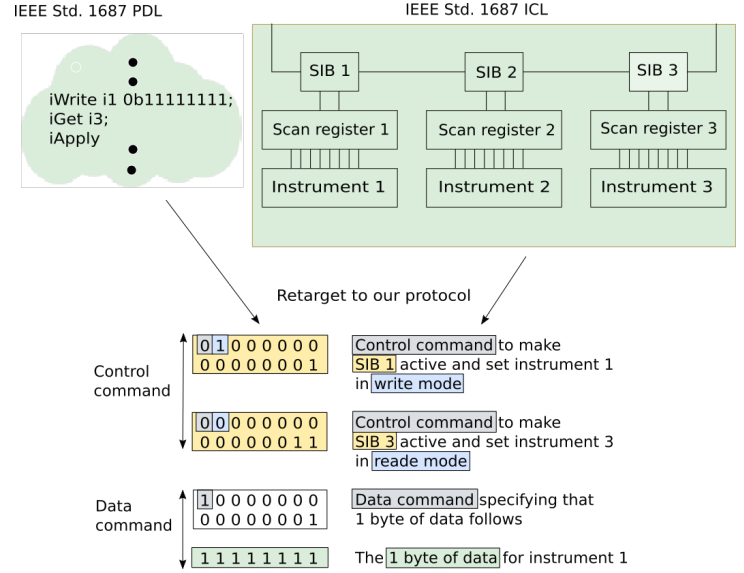 IEEE Std. 1687 PDL
IEEE Std. 1687 ICL
iWrite i1 0b11111111;
iGet i3;
iApply
SIB 1
SIB 2
SIB 3
Scan register 1
Scan register 2
Scan register 3
Instrument 1
Instrument 2
Instrument 3
Retarget to our protocol
Control
command
0 1 0 0 0 0 0 0
0 0 0 0 0 0 0 1
Control command to make
SIB 1 active and set instrument 1
in write mode
0 0 0 0 0 0 0 0
0 0 0 0 0 0 1 1
Control command to make
SIB 3 active and set instrument 3
in reade mode
Data
command
1 0 0 0 0 0 0 0
0 0 0 0 0 0 0 1
Data command specifying that
1 byte of data follows
1 1 1 1 1 1 1 1
The 1 byte of data for instrument 1